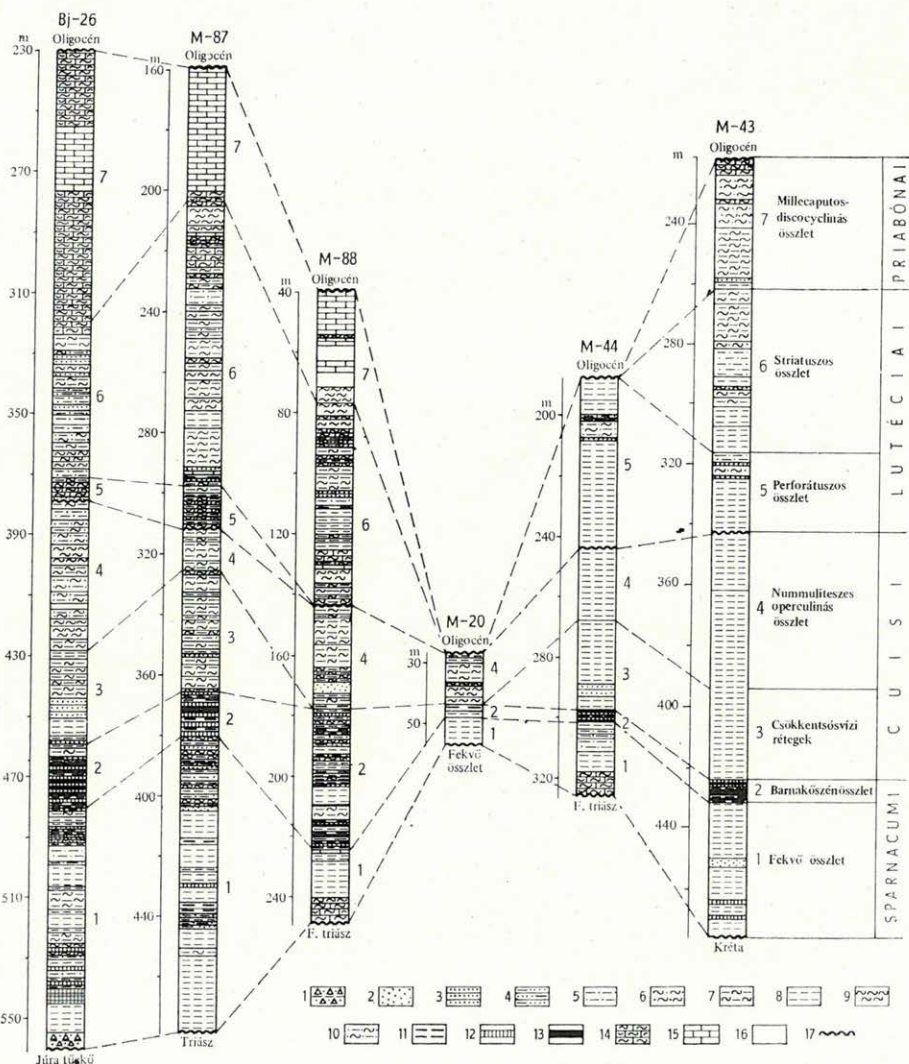 Bj-26
Oligocén
m
230
270
310
350
390
430
470
510
550
7
6
5
4
3
2
1
Júra tűzkő
M-87
Oligocén
m
160
200
240
280
320
360
400
440
7
6
5
4
3
2
1
Triász
M-88
Oligocén
m
40
80
120
160
200
240
7
6
4
2
1
F. triász
M-20
Oligocén
m
30
50
4
2
1
Fekvő
összlet
M-44
Oligocén
m
200
240
280
320
5
4
3
2
1
F. triász
M-43
Oligocén
m
240
280
320
360
400
440
Kréta
7 Millecaputos-
discocyclinás
összlet
6 Striatuszos
összlet
5 Perforátuszos
összlet
4 Nummuliteszes
operculinás
összlet
3 Csökkentsósvízi
rétegek
2 Barnakőszénösszlet
1 Fekvő összlet
PRIABÓNAI
LUTÉCIAI
CUISI
SPARNACUMI
1 2 3 4 5 6 7 8 9
10 11 12 13 14 15 16 17